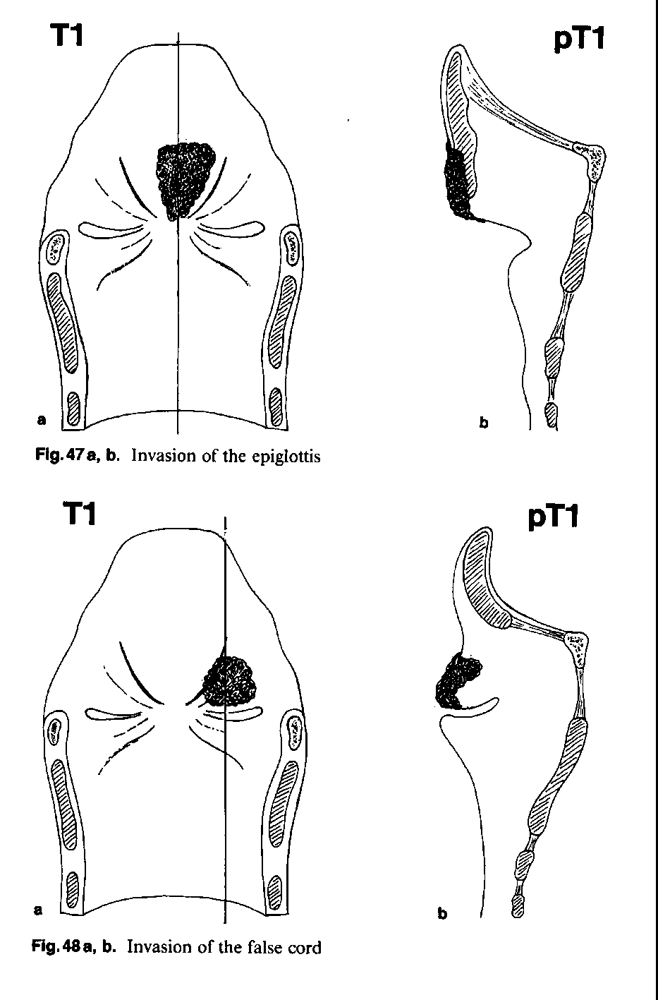 T1
pT1
a
b
Fig. 47 a, b. Invasion of the epiglottis
T1
pT1
a
b
Fig. 48 a, b. Invasion of the false cord